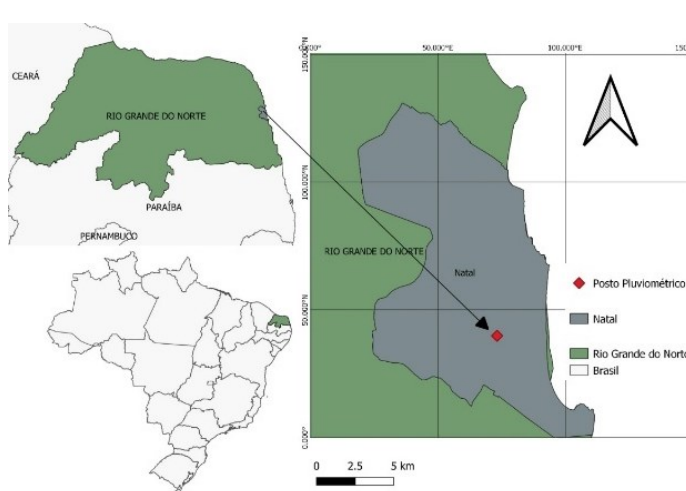 CEARÁ
RIO GRANDE DO NORTE
PARAÍBA
PERNAMBUCO
50.000°N
100.000°N
0.000°N
50.000°W
100.000°W
150.000°N
RIO GRANDE DO NORTE
Natal
Posto Pluviométrico
Natal
Rio Grande do Norte
Brasil
0 2.5 5 km